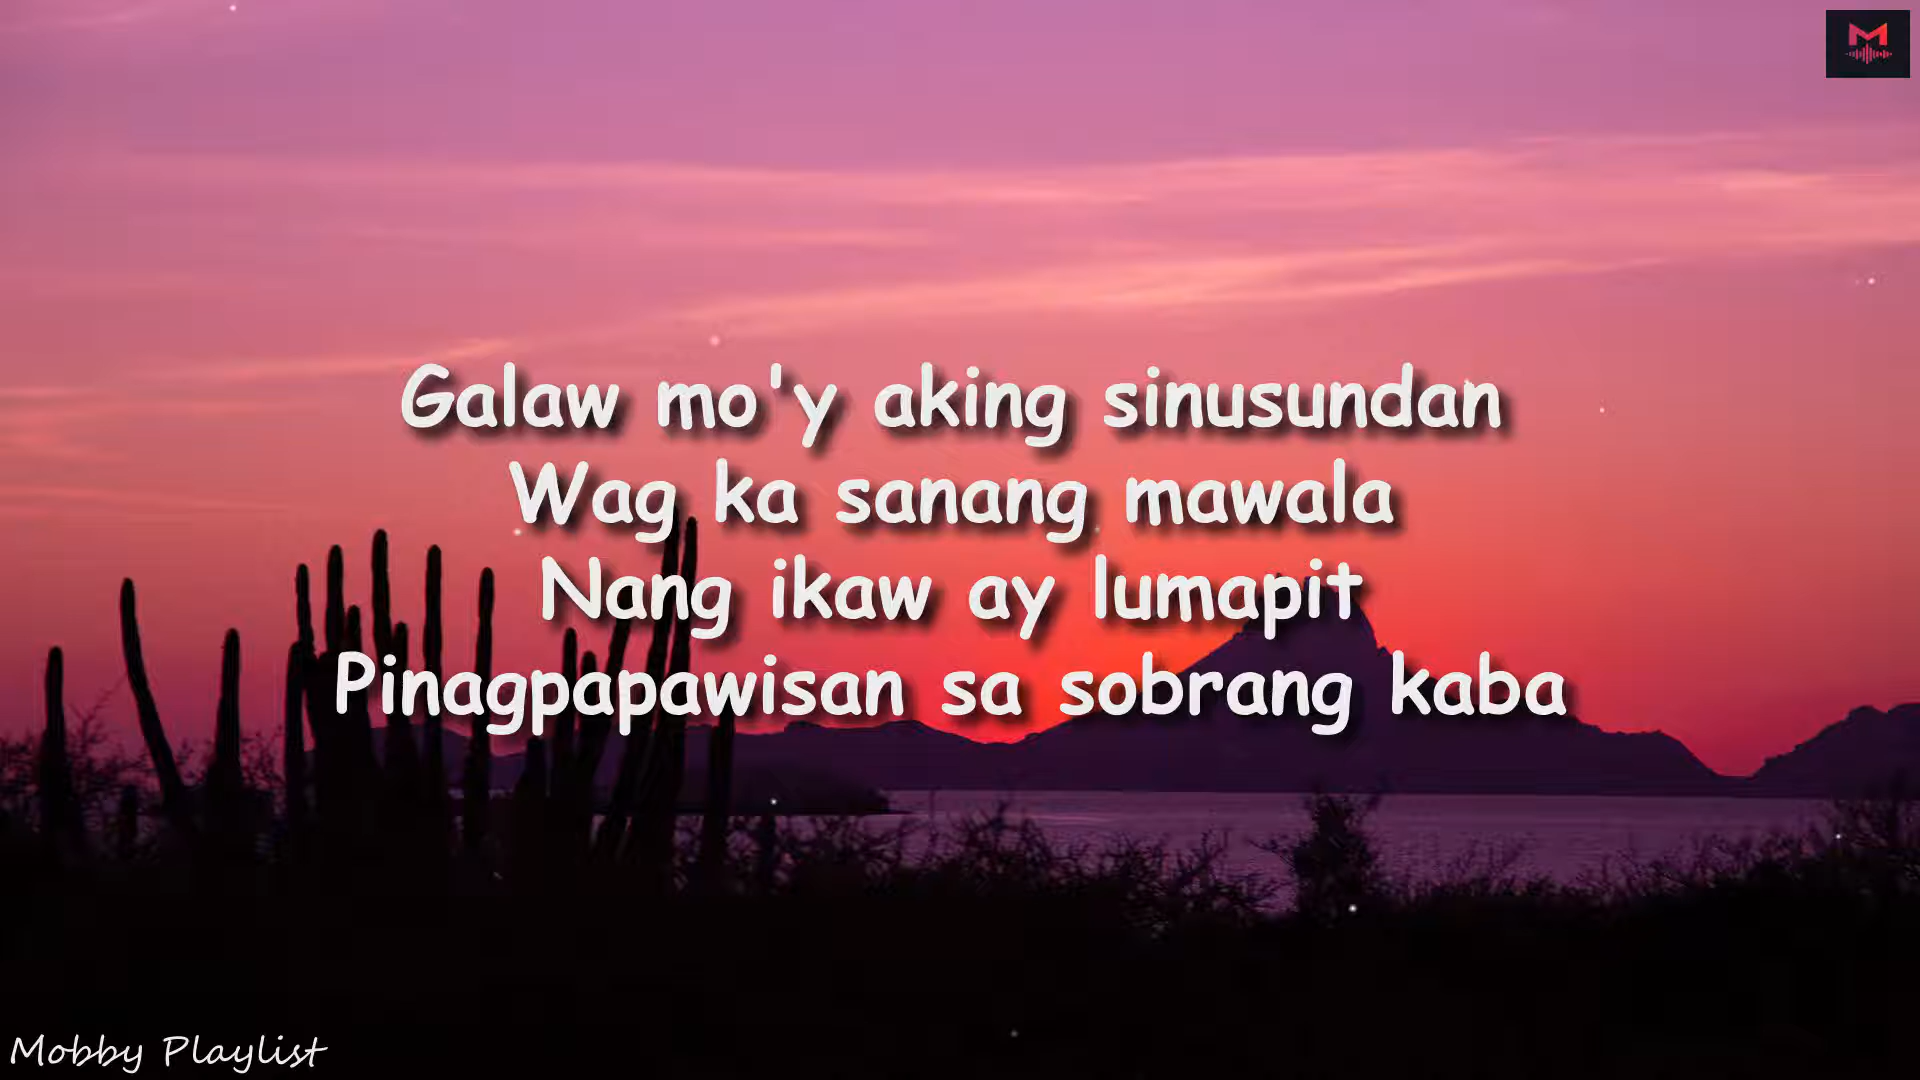 M
Galaw mo'y aking sinusundan
Wag ka sanang mawala
Nang ikaw ay lumapit
Pinagpapawisan sa sobrang kaba
Mobby Playlist